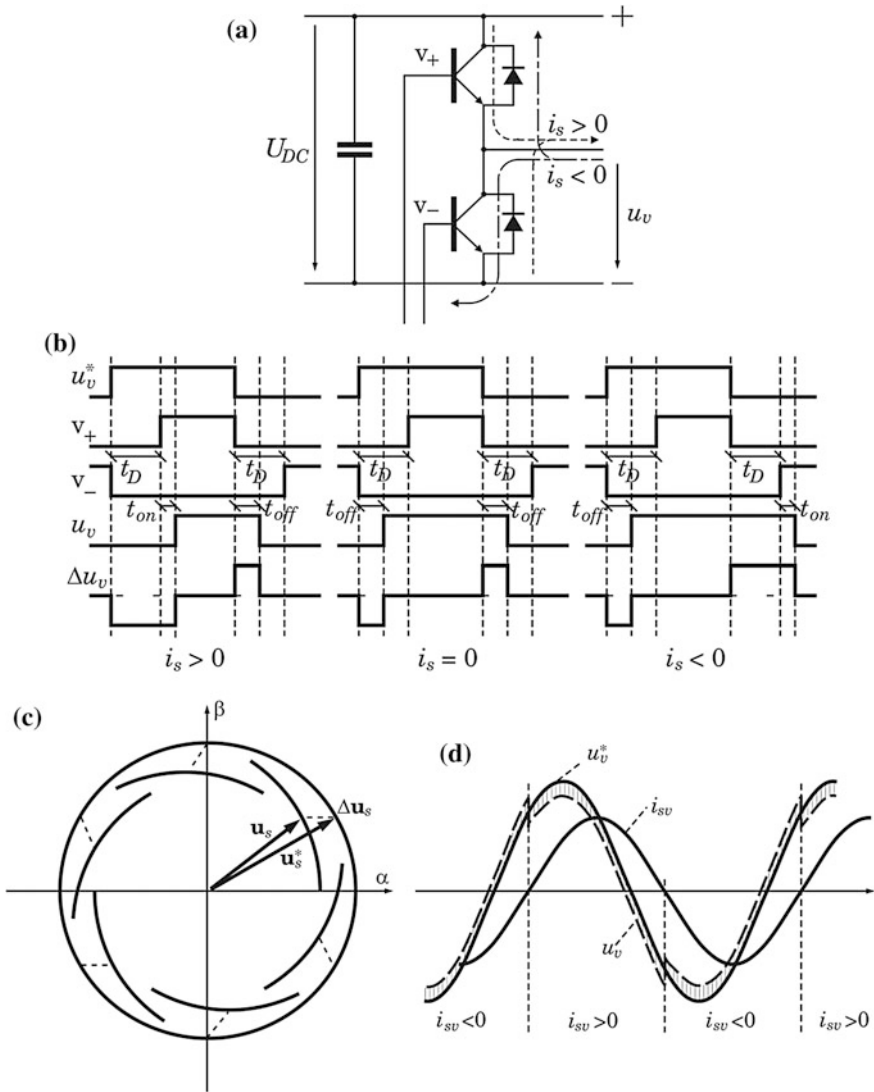 (a)
+
v₊
U_DC
i_s > 0
i_s < 0
v₋
u_v
−
(b)
u_v*
v₊
t_D t_D t_D t_D t_D t_D
v₋
t_on t_off t_off t_off t_off t_on
u_v
Δu_v
i_s > 0 i_s = 0 i_s < 0
(c)
β
Δu_s
u_s
u_s*
α
(d)
u_v*
i_sv
u_v
i_sv<0 i_sv>0 i_sv<0 i_sv>0